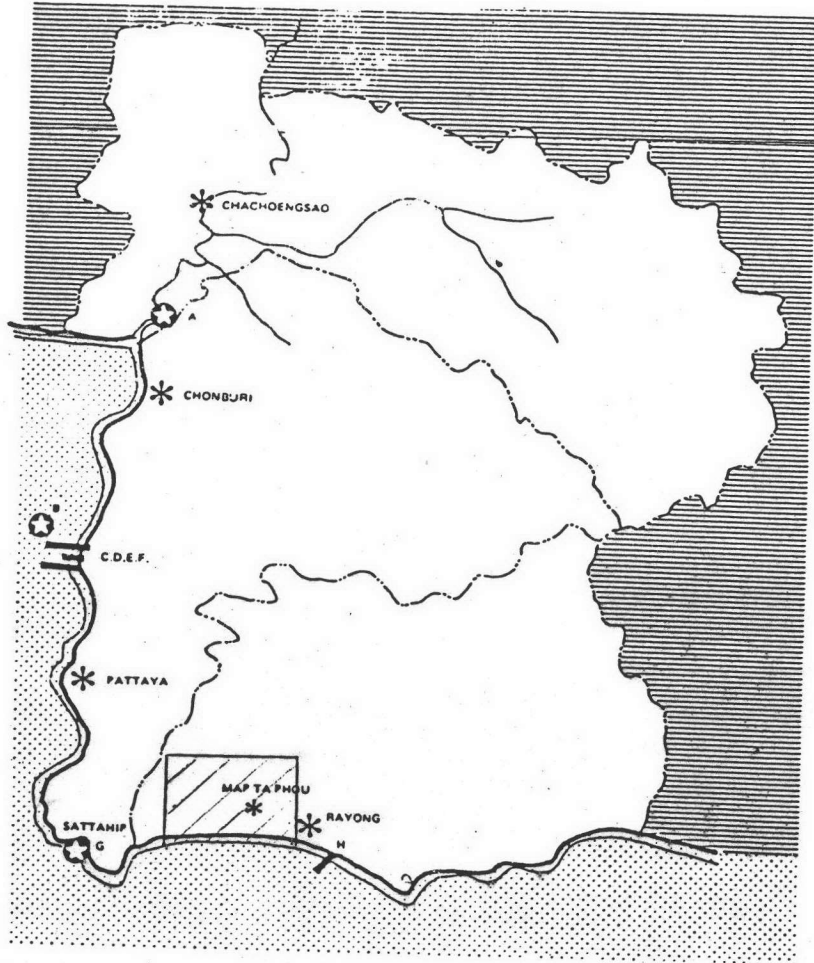 CHACHOENGSAO
A
CHONBURI
B
C.D.E.F.
PATTAYA
MAP TA PHOU
SATTAHIP
G
RAYONG
H